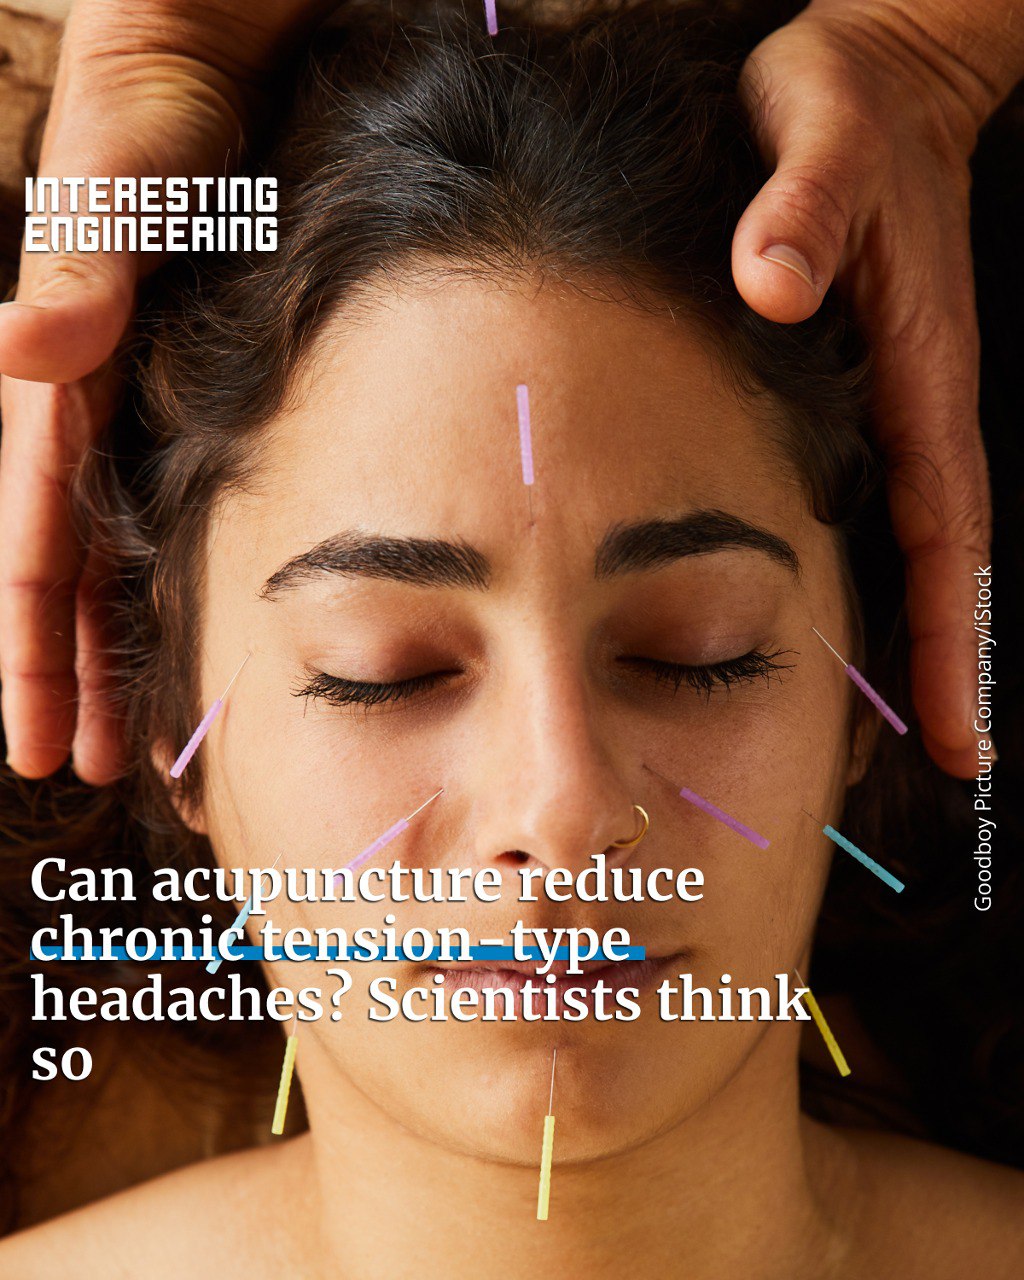 INTERESTING
ENGINEERING
Goodboy Picture Company/iStock
Can acupuncture reduce
chronic tension-type
headaches? Scientists think
so